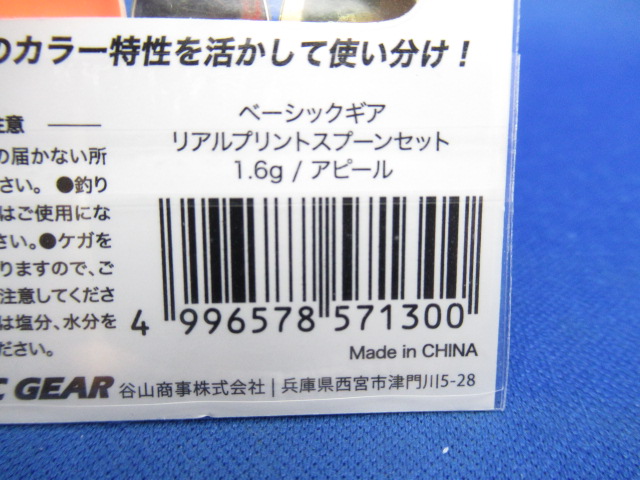 のカラー特性を活かして使い分け！
注意
の届かない所
さい。 ●釣り
はご使用にな
さい。●ケガを
りますので、ご
注意してくださ
は塩分、水分を
ださい。
ベーシックギア
リアルプリントスプーンセット
1.6g / アピール
4 996578 571300
Made in CHINA
C GEAR 谷山商事株式会社 | 兵庫県西宮市津門川5-28